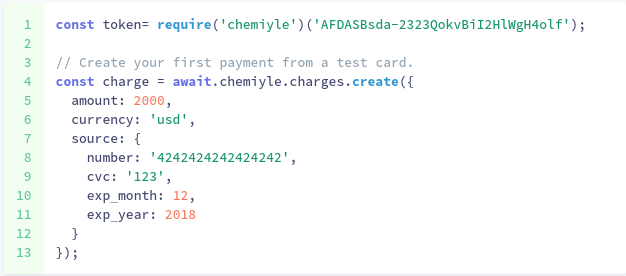 1 const token= require('chemiyle')('AFDASBsda-2323QokvBiI2HlWgH4olf');
2
3 // Create your first payment from a test card.
4 const charge = await.chemiyle.charges.create({
5 amount: 2000,
6 currency: 'usd',
7 source: {
8 number: '4242424242424242',
9 cvc: '123',
10 exp_month: 12,
11 exp_year: 2018
12 }
13 });